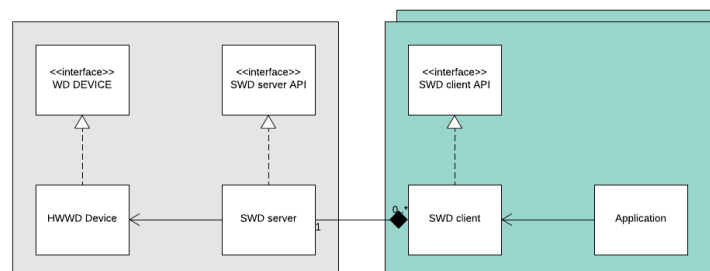 <<interface>>
WD DEVICE
<<interface>>
SWD server API
<<interface>>
SWD client API
HWWD Device
SWD server
1
0..*
SWD client
Application